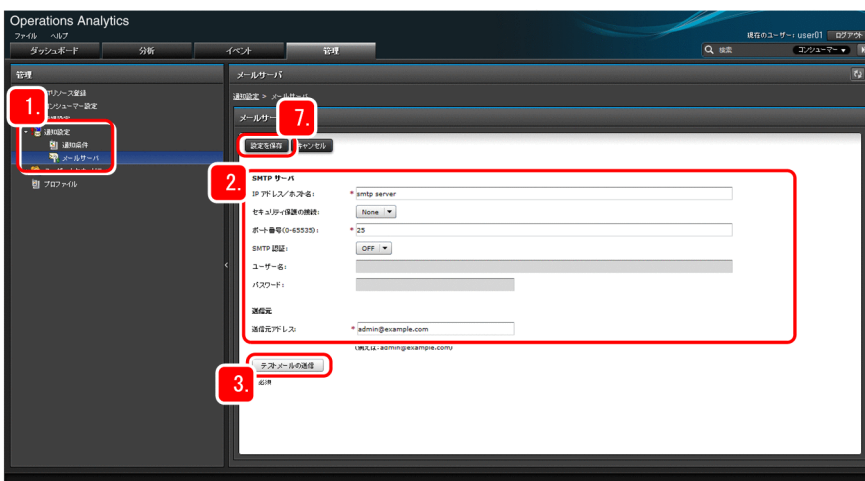 Operations Analytics
ファイル ヘルプ
現在のユーザー: user01 ログアウト
ダッシュボード 分析 イベント 管理
検索 コンシューマー
管理
メールサーバ
ITリソース登録
通知設定 > メールサーバ
1.
コンシューマー設定
メールサーバ
7.
通知設定
設定を保存 キャンセル
通知条件
メールサーバ
2.
SMTP サーバ
プロファイル
IP アドレス/ホスト名: * smtp server
セキュリティ保護の接続: None
ポート番号(0-65535): * 25
SMTP 認証: OFF
ユーザー名:
パスワード:
送信元
送信元アドレス: * admin@example.com
(例えば:admin@example.com)
テストメールの送信
3.
必須